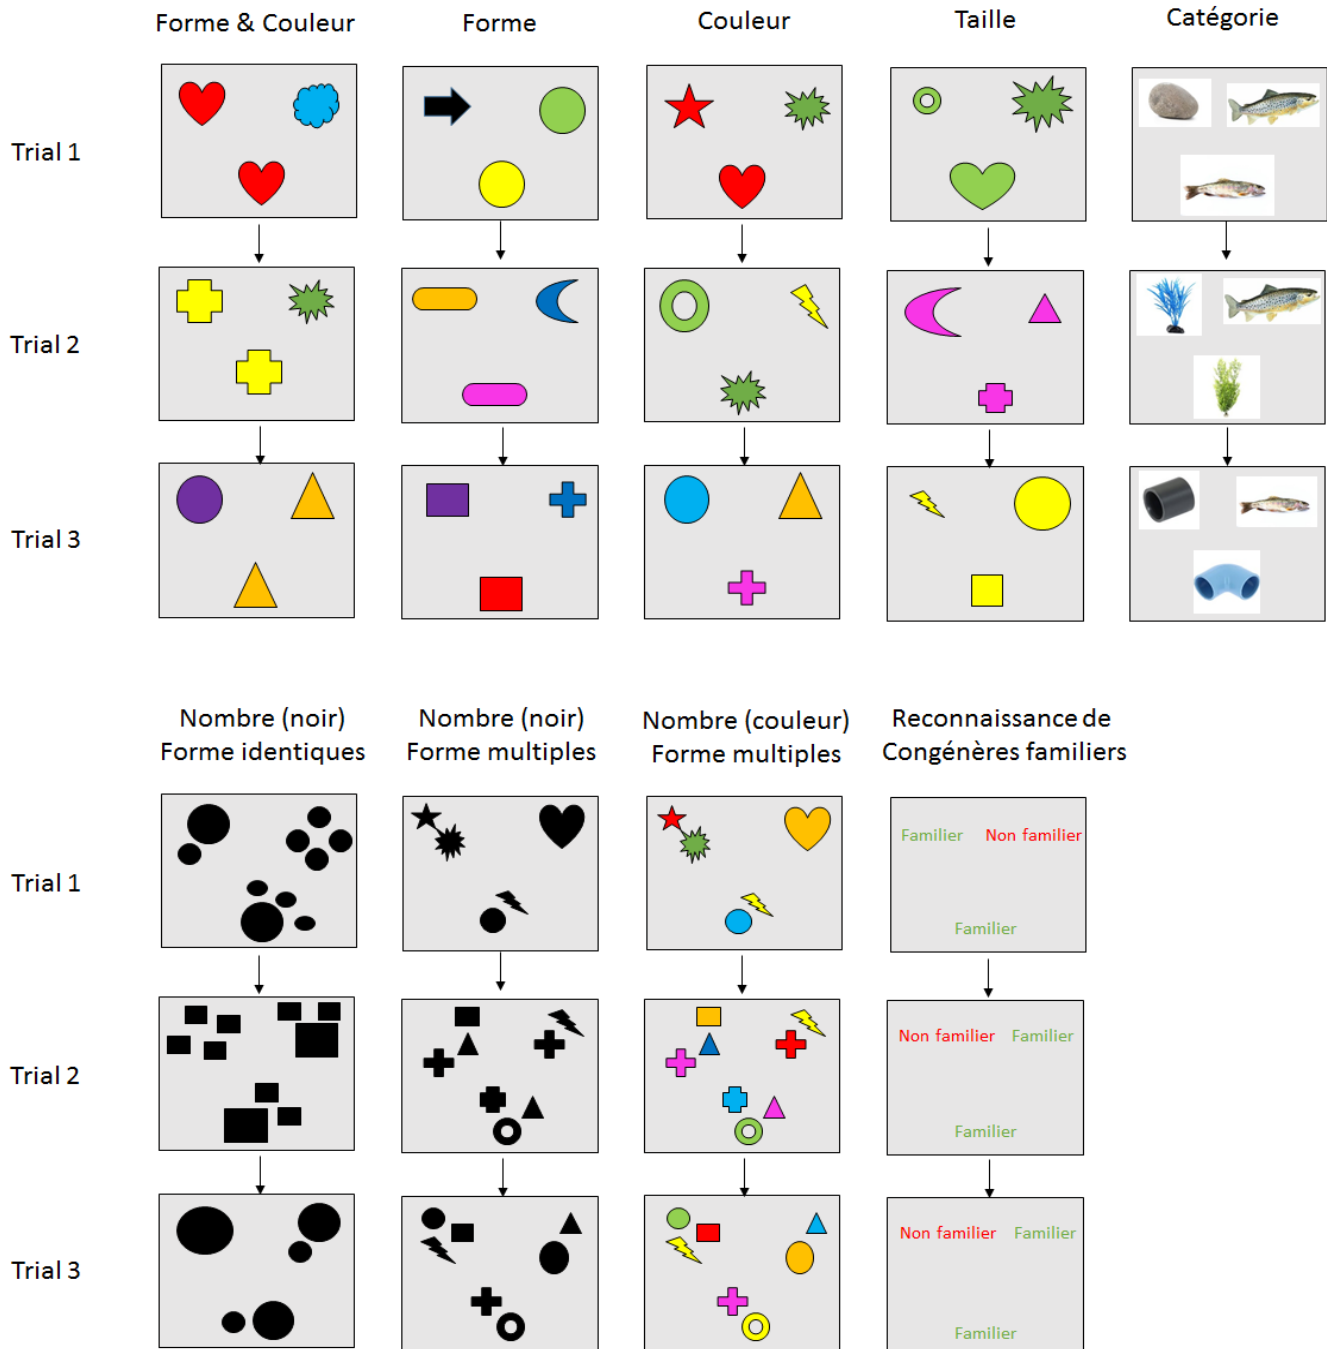 Forme & Couleur
Forme
Couleur
Taille
Catégorie
Trial 1
Trial 2
Trial 3
Nombre (noir)
Forme identiques
Nombre (noir)
Forme multiples
Nombre (couleur)
Forme multiples
Reconnaissance de
Congénères familiers
Trial 1
Familier Non familier
Familier
Trial 2
Non familier Familier
Familier
Trial 3
Non familier Familier
Familier